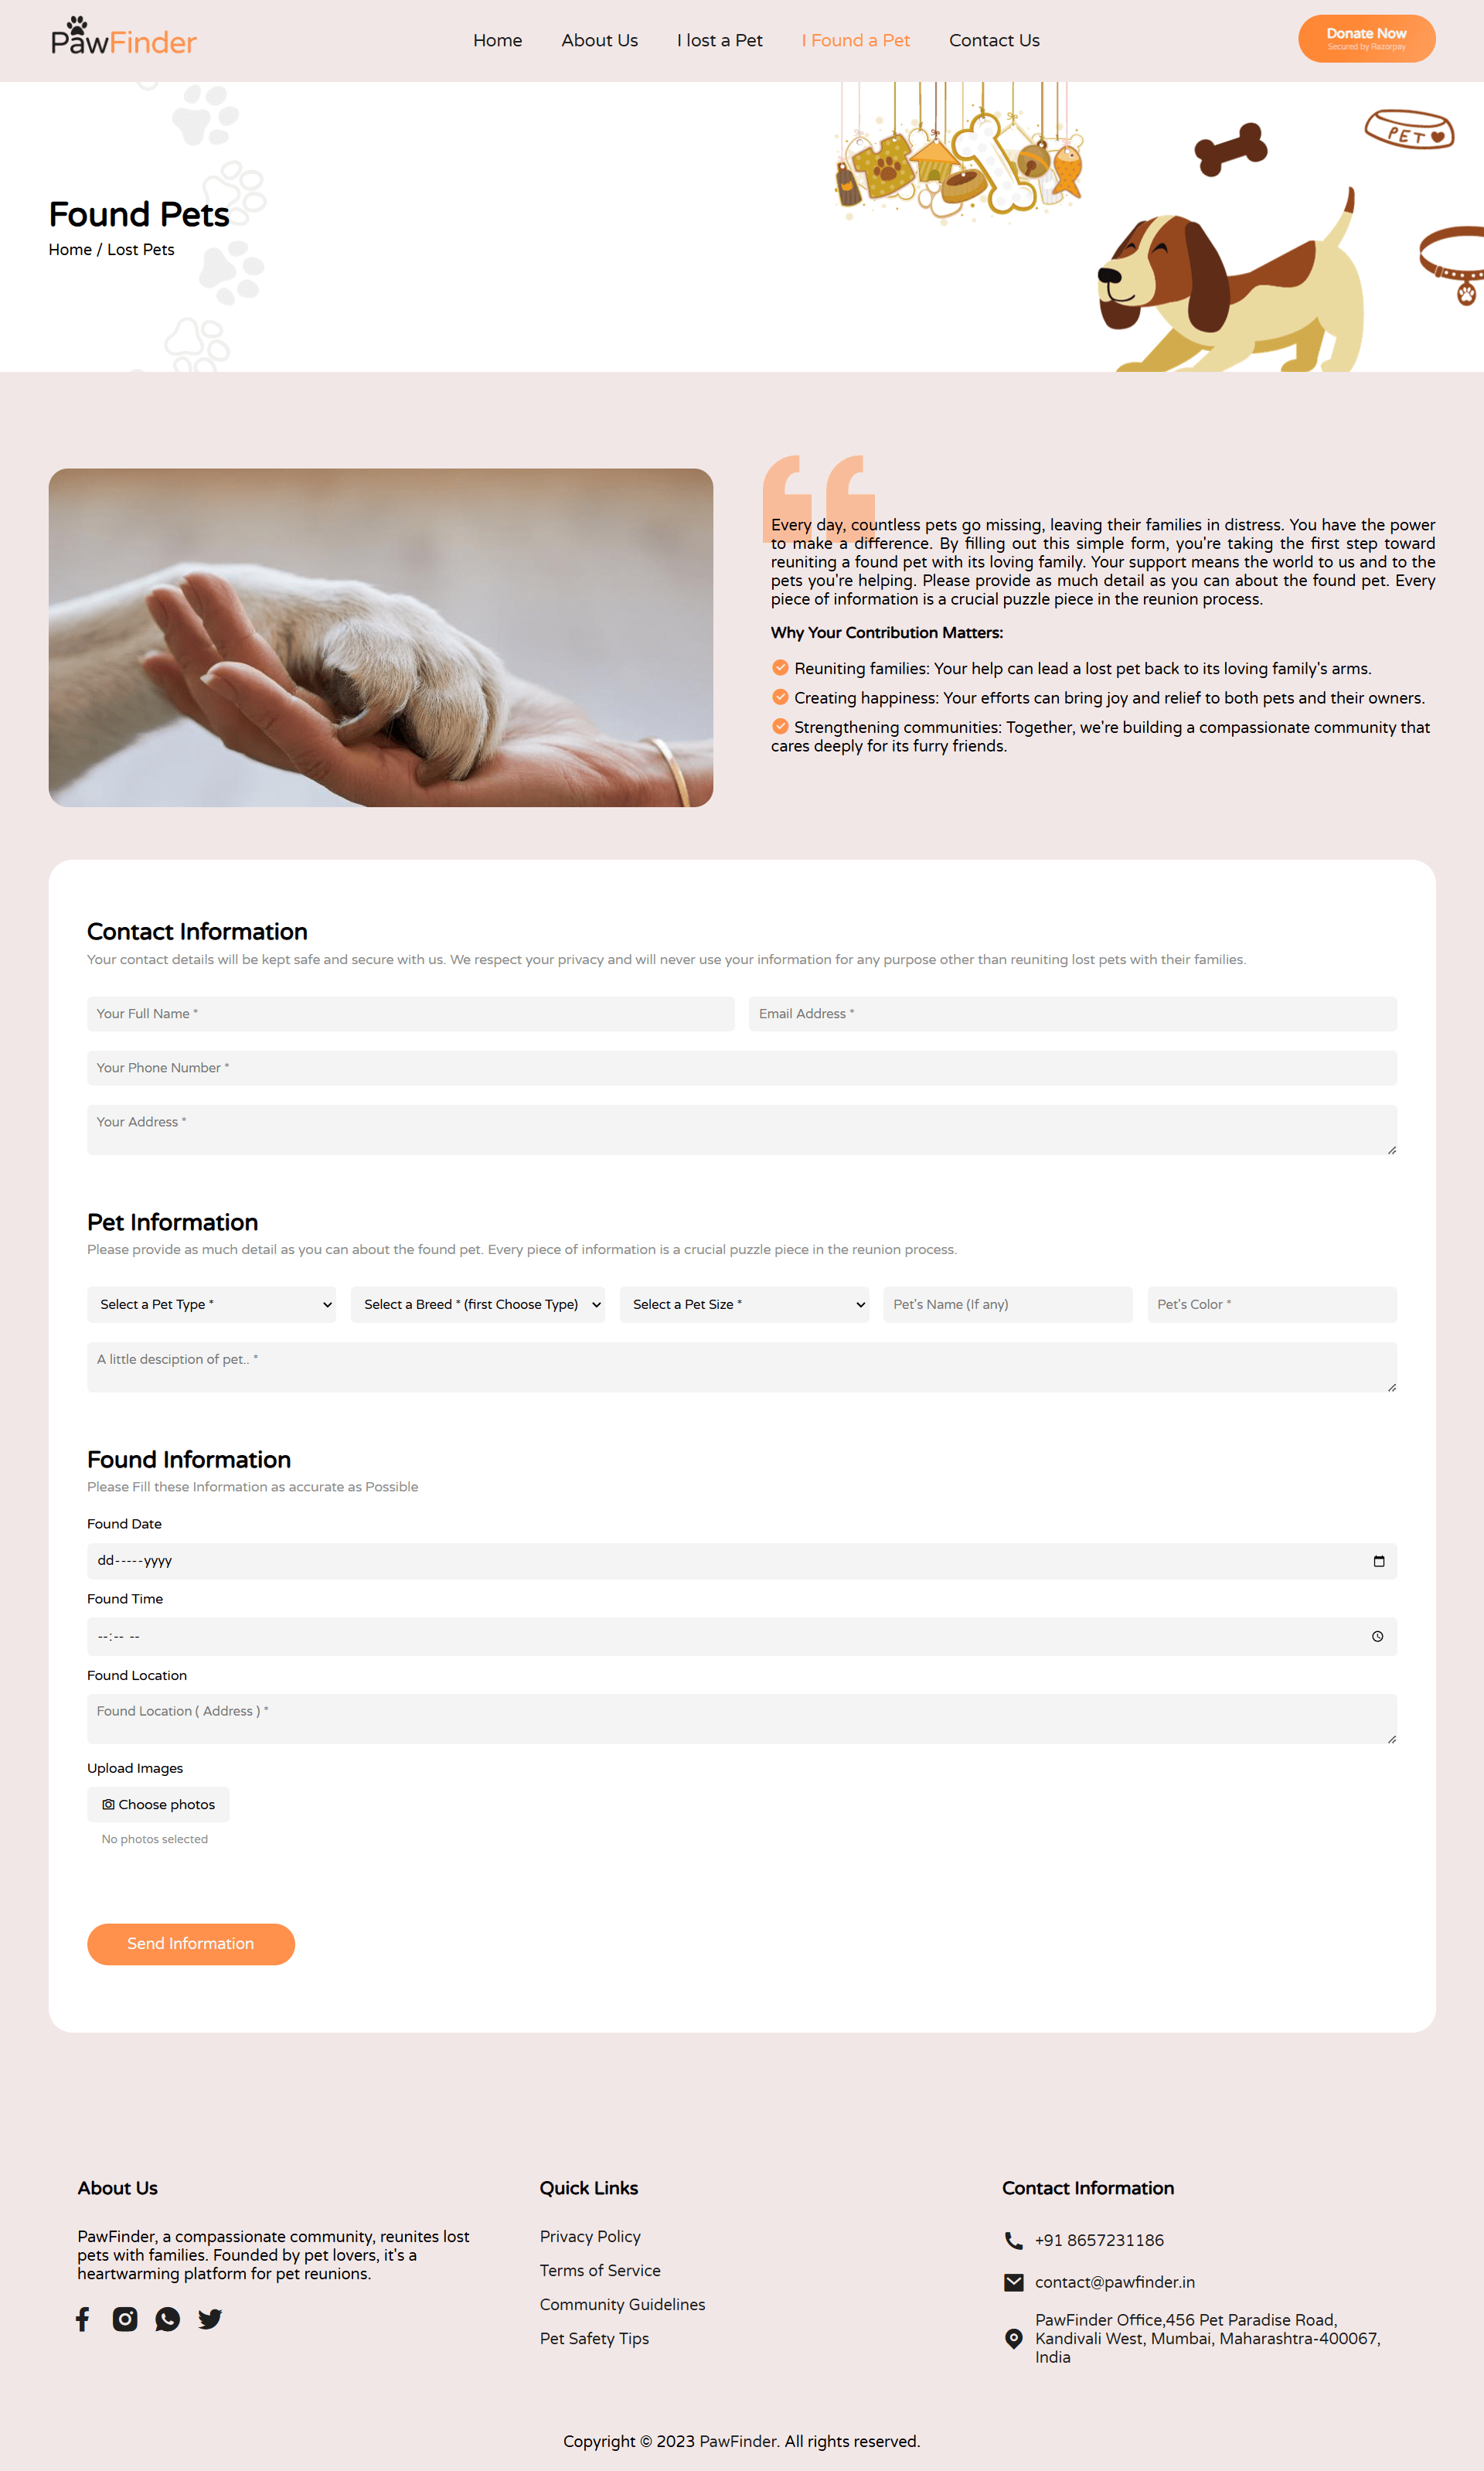 PawFinder
Home
About Us
I lost a Pet
I Found a Pet
Contact Us
Donate Now
Secured by Razorpay
PET
Found Pets
Home / Lost Pets
Every day, countless pets go missing, leaving their families in distress. You have the power
to make a difference. By filling out this simple form, you're taking the first step toward
reuniting a found pet with its loving family. Your support means the world to us and to the
pets you're helping. Please provide as much detail as you can about the found pet. Every
piece of information is a crucial puzzle piece in the reunion process.
Why Your Contribution Matters:
Reuniting families: Your help can lead a lost pet back to its loving family's arms.
Creating happiness: Your efforts can bring joy and relief to both pets and their owners.
Strengthening communities: Together, we're building a compassionate community that
cares deeply for its furry friends.
Contact Information
Your contact details will be kept safe and secure with us. We respect your privacy and will never use your information for any purpose other than reuniting lost pets with their families.
Your Full Name *
Email Address *
Your Phone Number *
Your Address *
Pet Information
Please provide as much detail as you can about the found pet. Every piece of information is a crucial puzzle piece in the reunion process.
Select a Pet Type *
Select a Breed * (first Choose Type)
Select a Pet Size *
Pet's Name (If any)
Pet's Color *
A little desciption of pet.. *
Found Information
Please Fill these Information as accurate as Possible
Found Date
dd-----yyyy
Found Time
--:-- --
Found Location
Found Location ( Address ) *
Upload Images
Choose photos
No photos selected
Send Information
About Us
PawFinder, a compassionate community, reunites lost
pets with families. Founded by pet lovers, it's a
heartwarming platform for pet reunions.
Quick Links
Privacy Policy
Terms of Service
Community Guidelines
Pet Safety Tips
Contact Information
+91 8657231186
contact@pawfinder.in
PawFinder Office,456 Pet Paradise Road,
Kandivali West, Mumbai, Maharashtra-400067,
India
Copyright © 2023 PawFinder. All rights reserved.